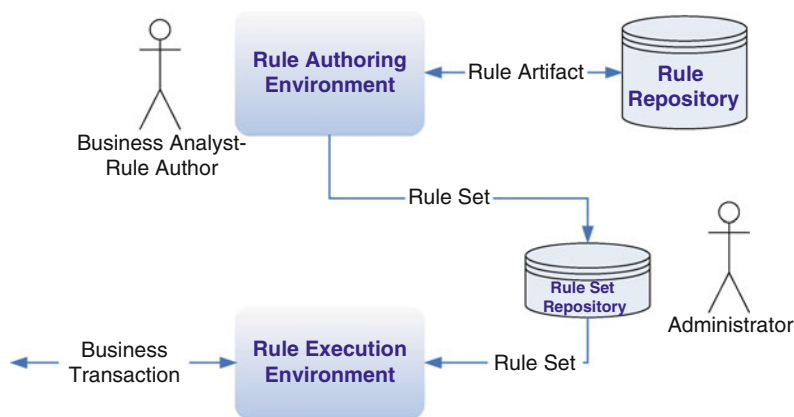 Rule Authoring
Environment
Rule Artifact
Rule
Repository
Business Analyst-
Rule Author
Rule Set
Rule Set
Repository
Administrator
Business
Transaction
Rule Execution
Environment
Rule Set